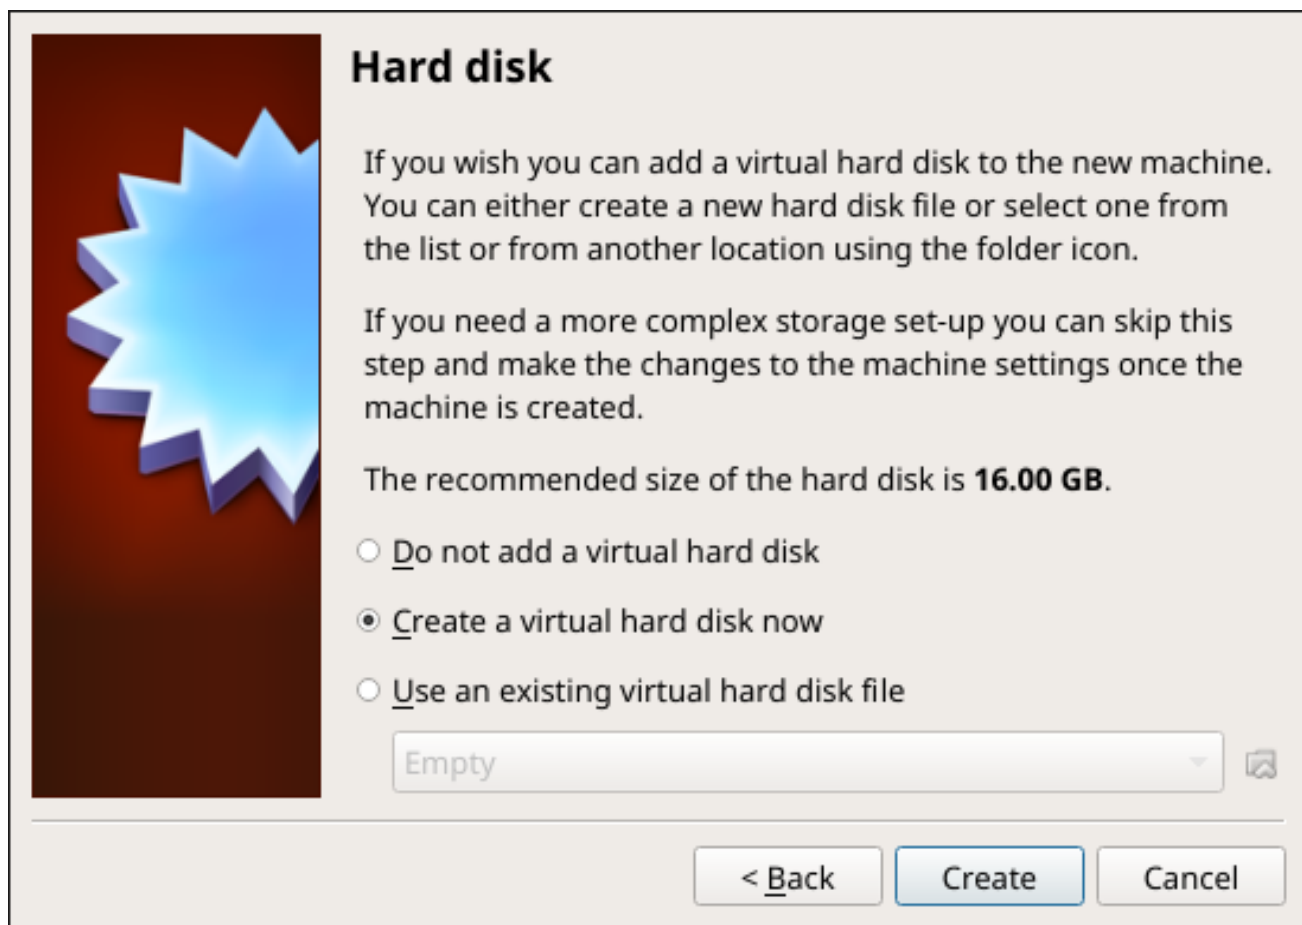 Hard disk
If you wish you can add a virtual hard disk to the new machine.
You can either create a new hard disk file or select one from
the list or from another location using the folder icon.
If you need a more complex storage set-up you can skip this
step and make the changes to the machine settings once the
machine is created.
The recommended size of the hard disk is 16.00 GB.
Do not add a virtual hard disk
Create a virtual hard disk now
Use an existing virtual hard disk file
Empty
< Back
Create
Cancel